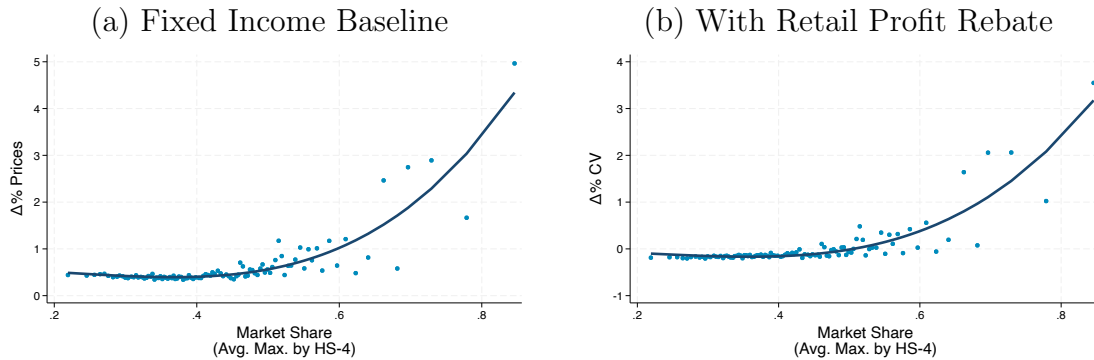 (a) Fixed Income Baseline
5
4
3
2
1
0
Δ% Prices
.2 .4 .6 .8
Market Share
(Avg. Max. by HS-4)
(b) With Retail Profit Rebate
4
3
2
1
0
-1
Δ% CV
.2 .4 .6 .8
Market Share
(Avg. Max. by HS-4)